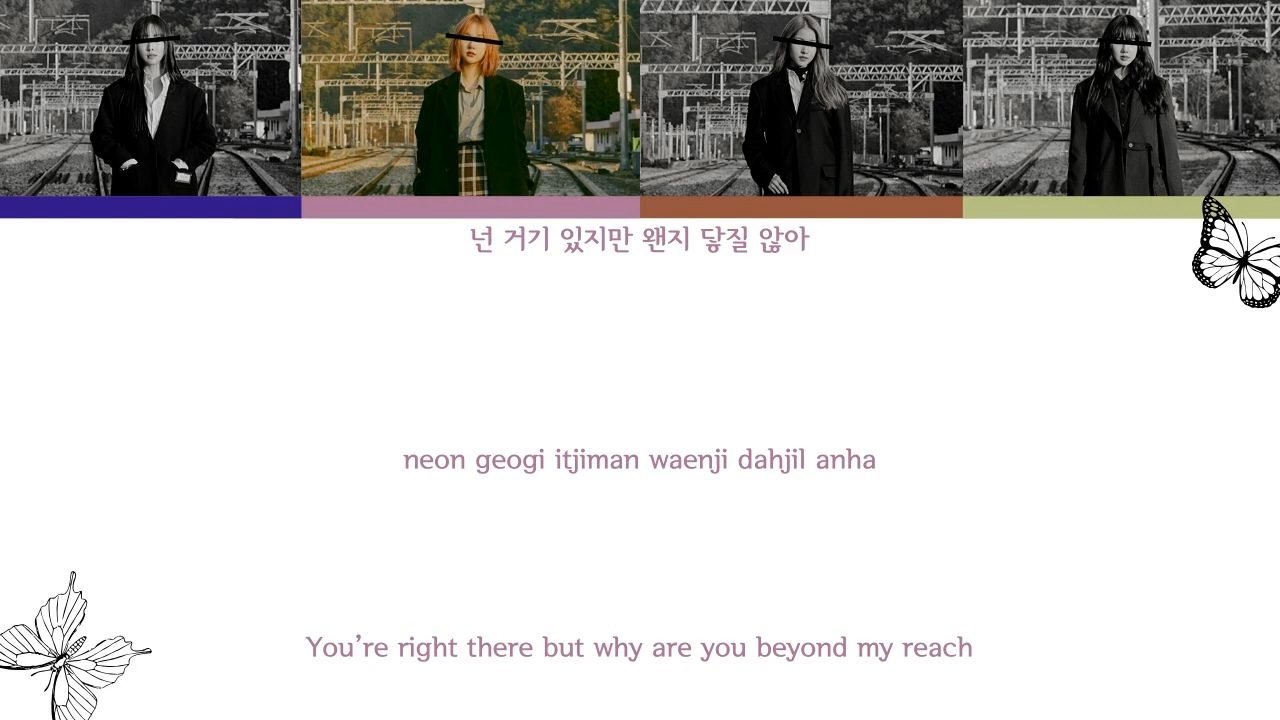 넌 거기 있지만 왠지 닿질 않아
neon geogi itjiman waenji dahjil anha
You’re right there but why are you beyond my reach